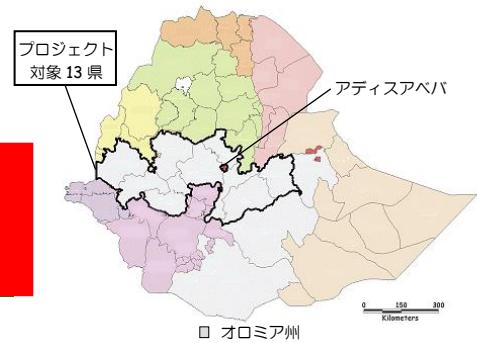 プロジェクト
対象 13 県
アディスアベバ
0 150 300
Kilometers
オロミア州